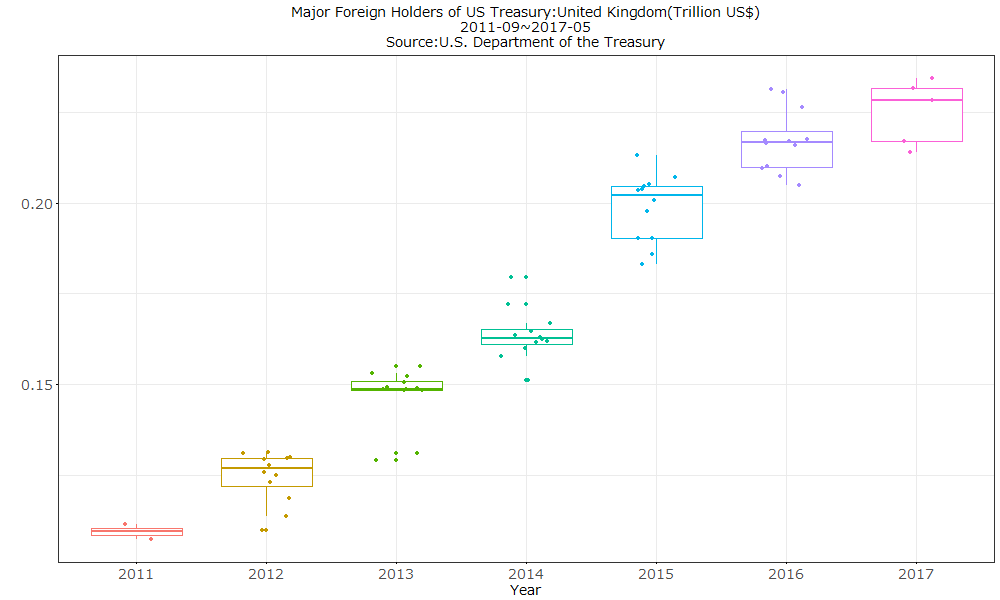 Major Foreign Holders of US Treasury:United Kingdom(Trillion US$)
2011-09~2017-05
Source:U.S. Department of the Treasury
0.20
0.15
2011 2012 2013 2014 2015 2016 2017
Year